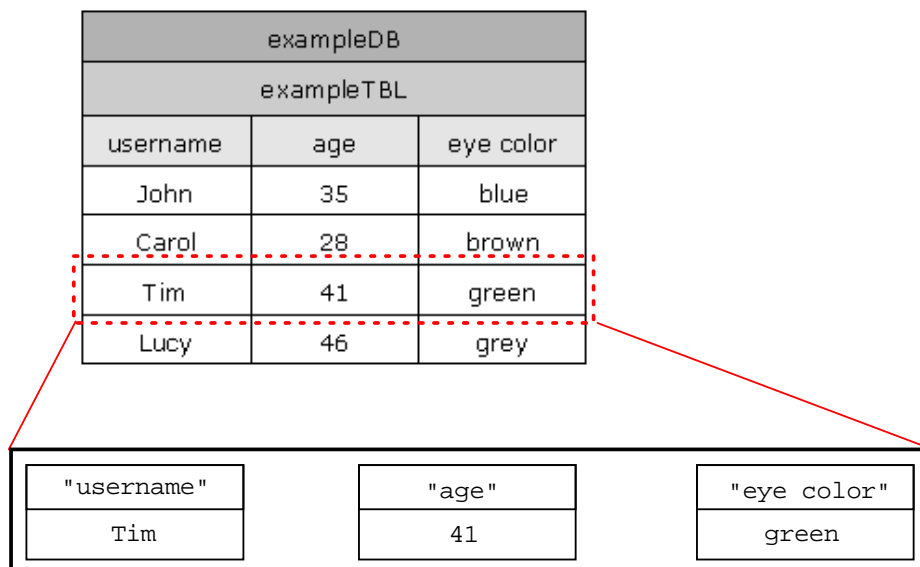 exampleDB
exampleTBL
username age eye color
John 35 blue
Carol 28 brown
Tim 41 green
Lucy 46 grey
"username" "age" "eye color"
Tim 41 green